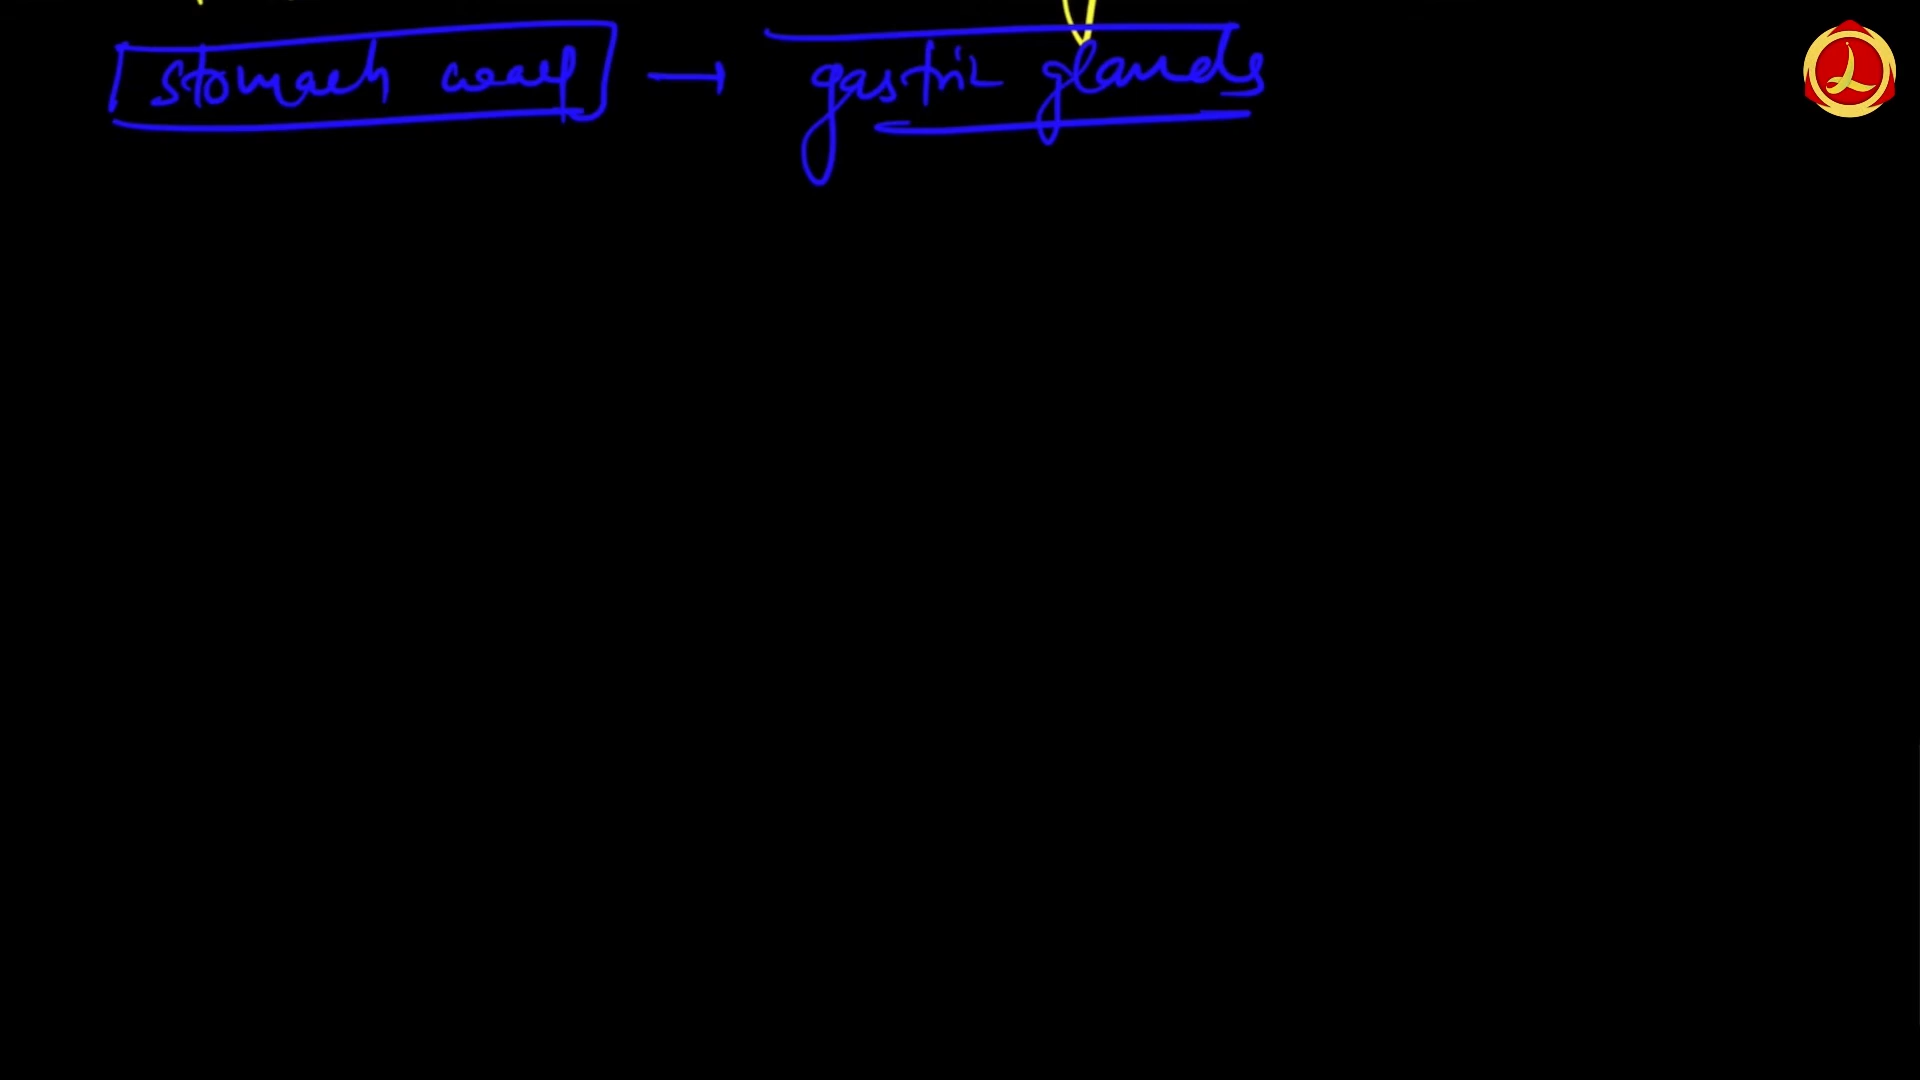 stomach wall → gastric glands